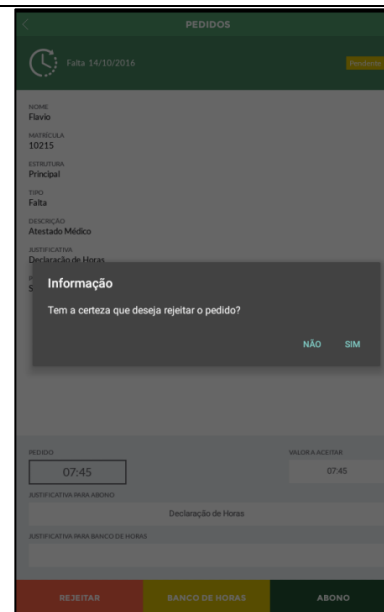 PEDIDOS
Falta 14/10/2016
Pendente
NOME
Flavio
MATRÍCULA
10215
ESTRUTURA
Principal
TIPO
Falta
DESCRIÇÃO
Atestado Médico
JUSTIFICATIVA
Declaração de Horas
Informação
Tem a certeza que deseja rejeitar o pedido?
NÃO SIM
PEDIDO VALOR A ACEITAR
07:45 07:45
JUSTIFICATIVA PARA ABONO
Declaração de Horas
JUSTIFICATIVA PARA BANCO DE HORAS
REJEITAR BANCO DE HORAS ABONO